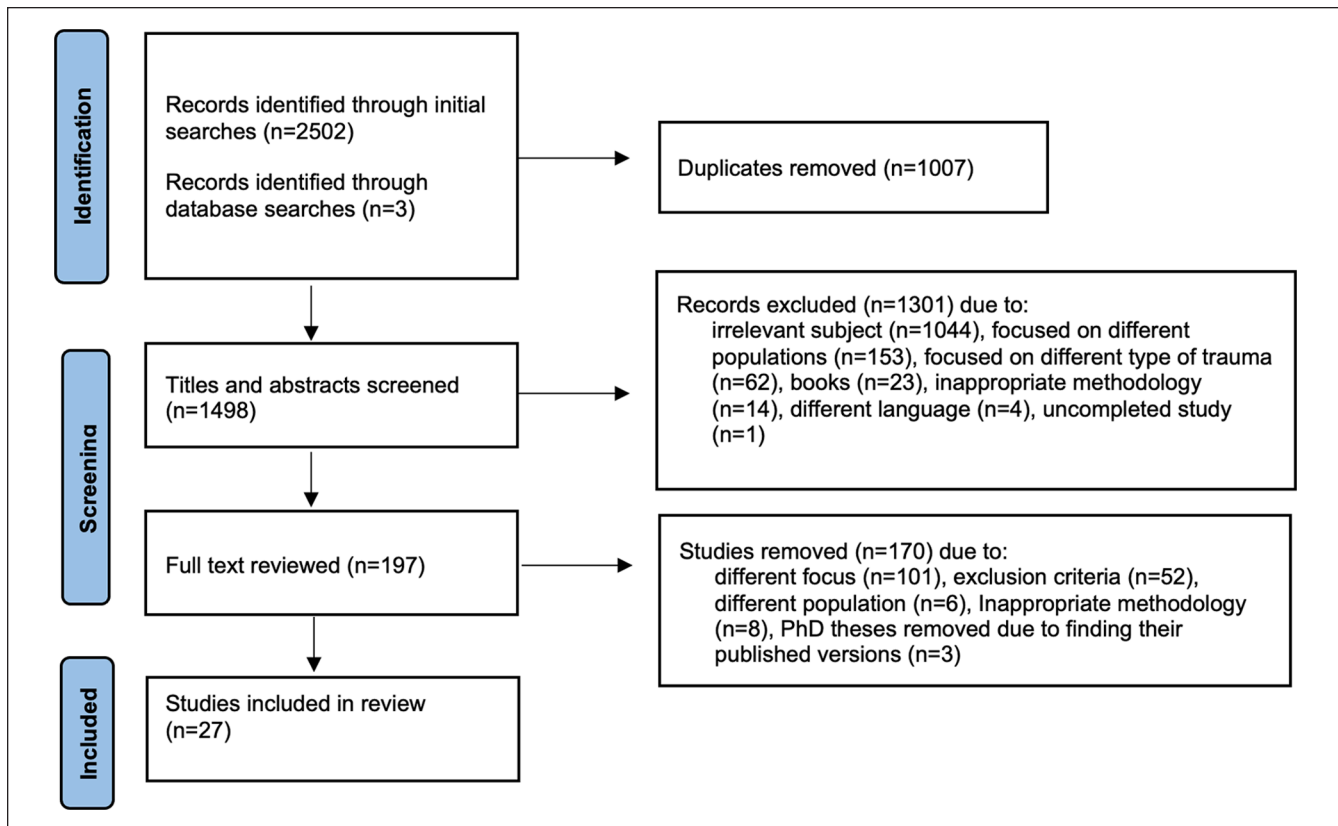 Identification
Records identified through initial
searches (n=2502)
Records identified through
database searches (n=3)
Duplicates removed (n=1007)
Screening
Titles and abstracts screened
(n=1498)
Records excluded (n=1301) due to:
irrelevant subject (n=1044), focused on different
populations (n=153), focused on different type of trauma
(n=62), books (n=23), inappropriate methodology
(n=14), different language (n=4), uncompleted study
(n=1)
Full text reviewed (n=197)
Studies removed (n=170) due to:
different focus (n=101), exclusion criteria (n=52),
different population (n=6), Inappropriate methodology
(n=8), PhD theses removed due to finding their
published versions (n=3)
Included
Studies included in review
(n=27)